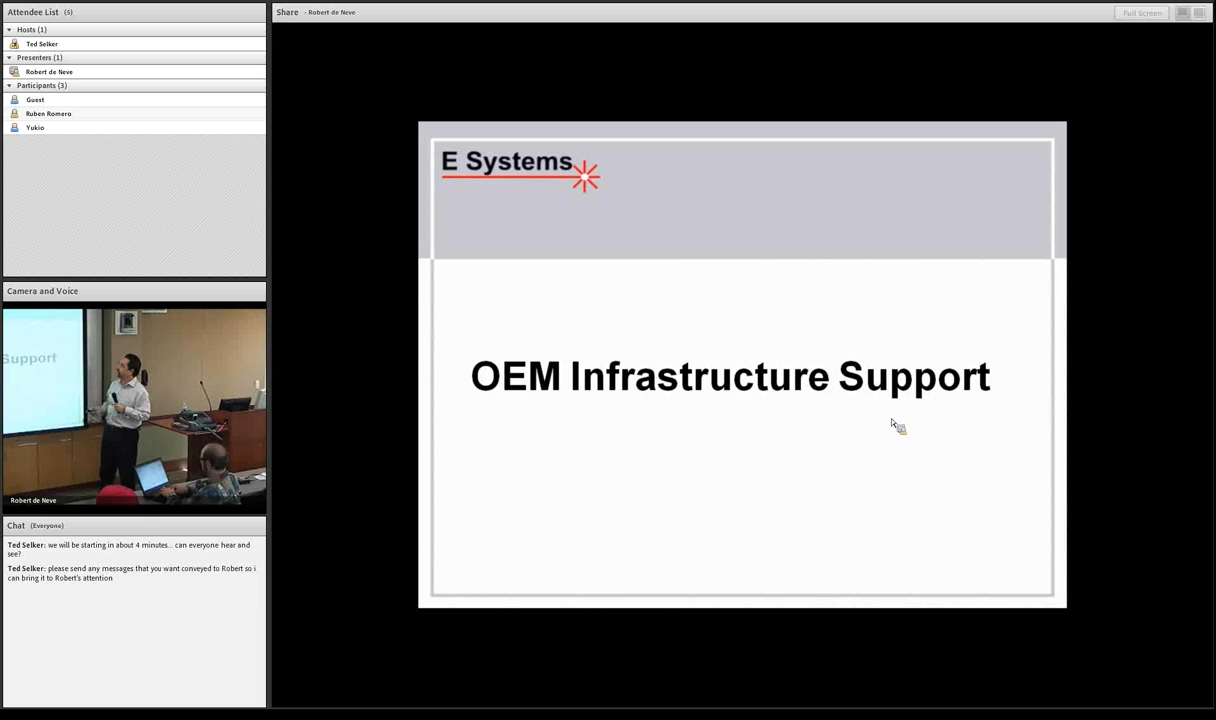 Attendee List (5)
Hosts (1)
Ted Selker
Presenters (1)
Robert de Neve
Participants (3)
Guest
Ruben Romero
Yukio
Camera and Voice
Support
Robert de Neve
Chat (Everyone)
Ted Selker: we will be starting in about 4 minutes... can everyone hear and
see?
Ted Selker: please send any messages that you want conveyed to Robert so i
can bring it to Robert's attention
Share - Robert de Neve
Full Screen
E Systems
OEM Infrastructure Support